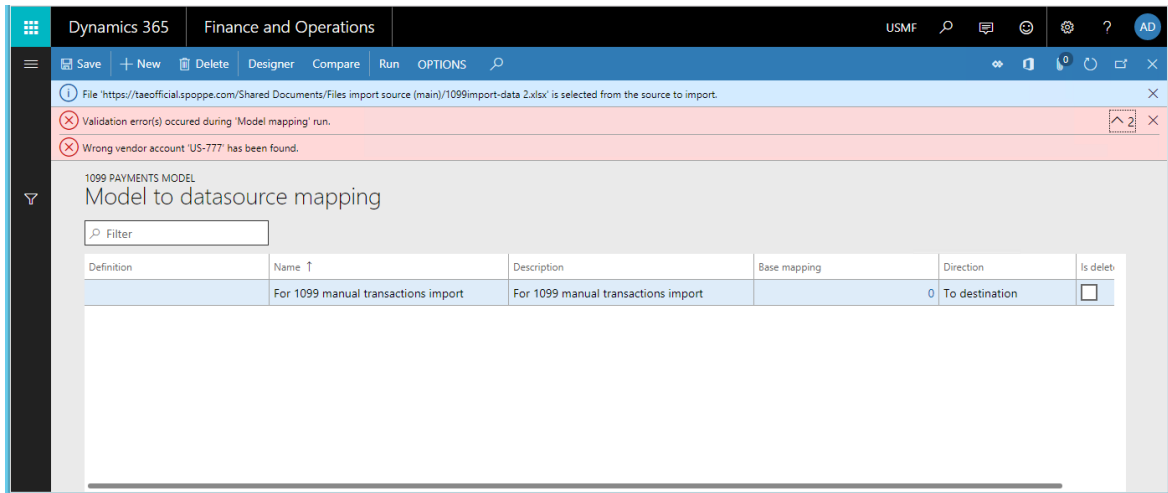 Dynamics 365 Finance and Operations USMF ? AD
Save New Delete Designer Compare Run OPTIONS 0
File 'https://taeofficial.spoppe.com/Shared Documents/Files import source (main)/1099import-data 2.xlsx' is selected from the source to import.
Validation error(s) occured during 'Model mapping' run. 2
Wrong vendor account 'US-777' has been found.
1099 PAYMENTS MODEL
Model to datasource mapping
Filter
Definition Name ↑ Description Base mapping Direction Is delet
For 1099 manual transactions import For 1099 manual transactions import 0 To destination